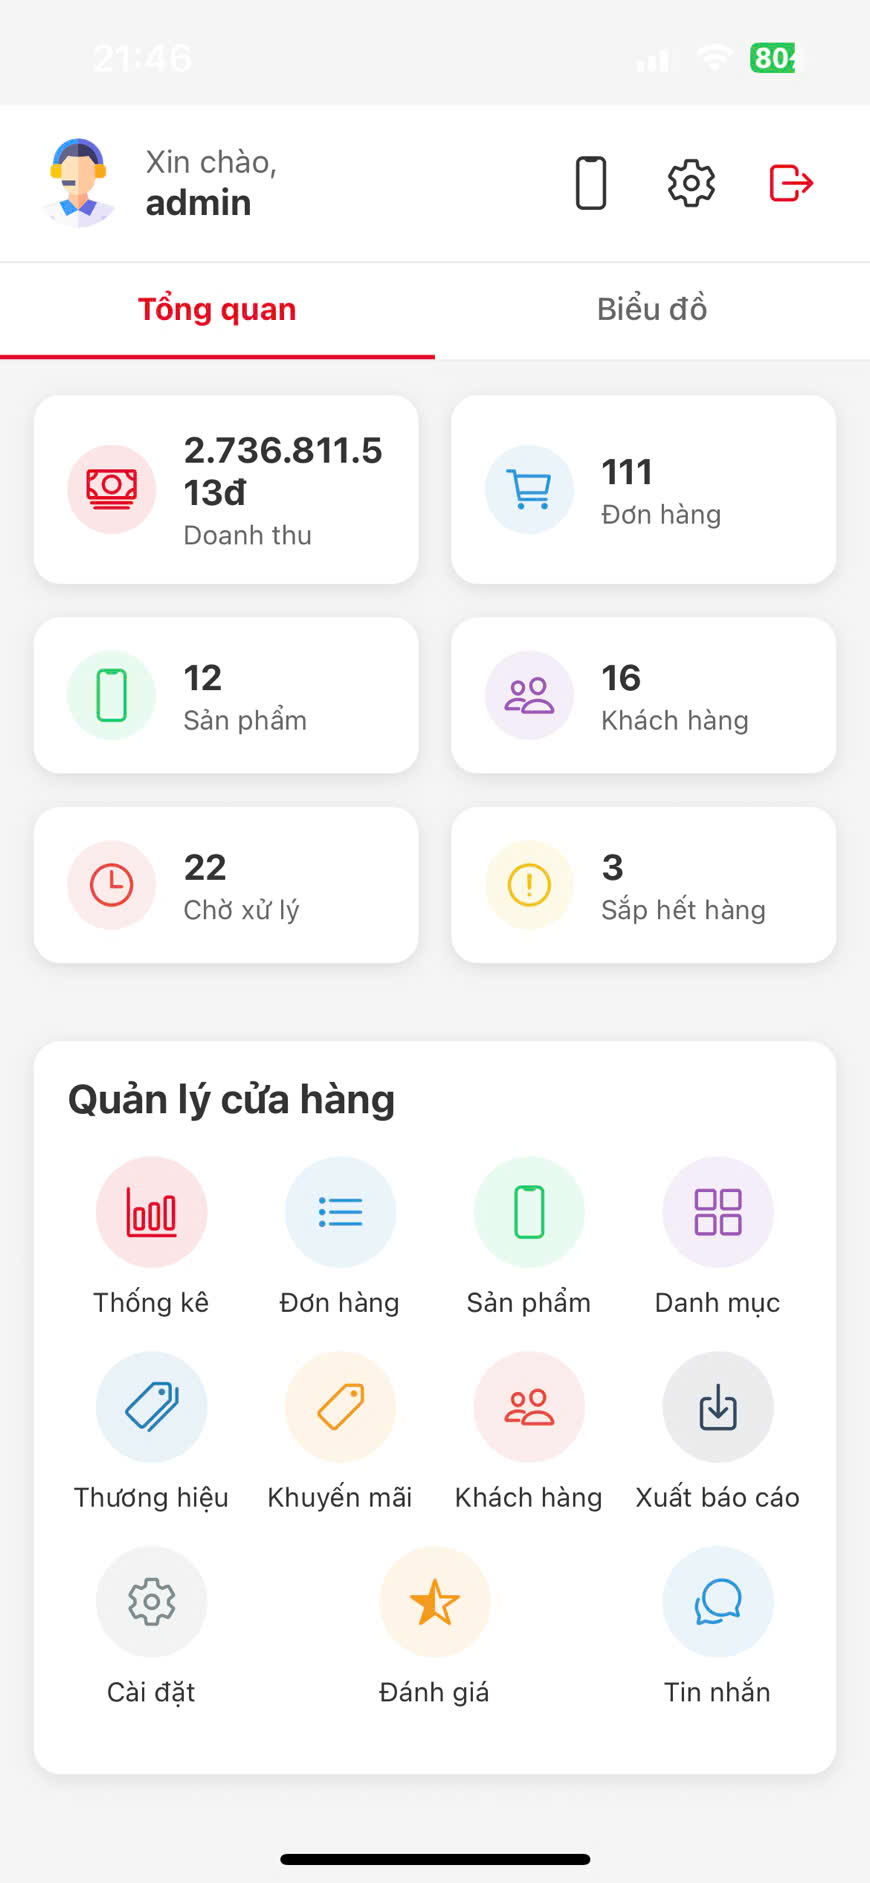 21:46
80
Xin chào,
admin
Tổng quan
Biểu đồ
2.736.811.5
13đ
Doanh thu
111
Đơn hàng
12
Sản phẩm
16
Khách hàng
22
Chờ xử lý
3
Sắp hết hàng
Quản lý cửa hàng
Thống kê
Đơn hàng
Sản phẩm
Danh mục
Thương hiệu
Khuyến mãi
Khách hàng
Xuất báo cáo
Cài đặt
Đánh giá
Tin nhắn